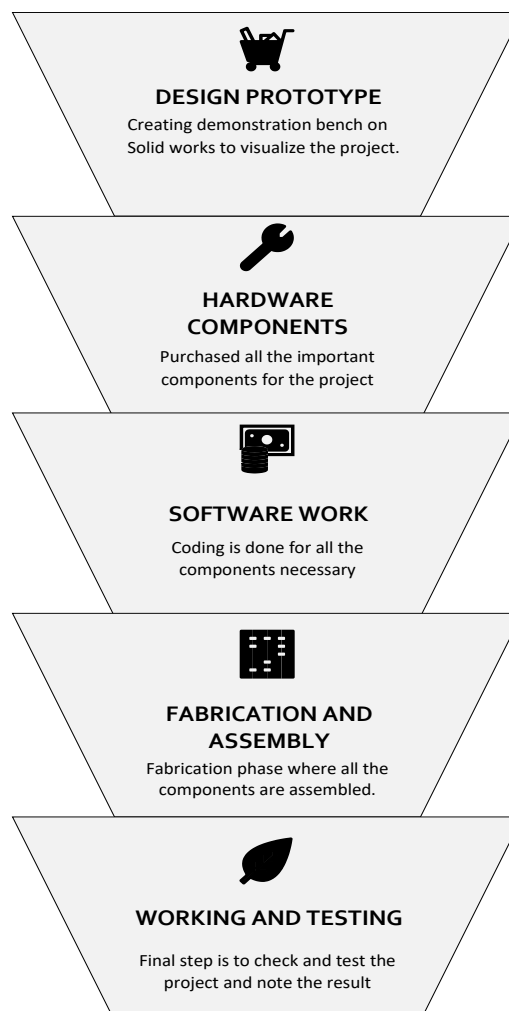 DESIGN PROTOTYPE
Creating demonstration bench on
Solid works to visualize the project.
HARDWARE
COMPONENTS
Purchased all the important
components for the project
SOFTWARE WORK
Coding is done for all the
components necessary
FABRICATION AND
ASSEMBLY
Fabrication phase where all the
components are assembled.
WORKING AND TESTING
Final step is to check and test the
project and note the result